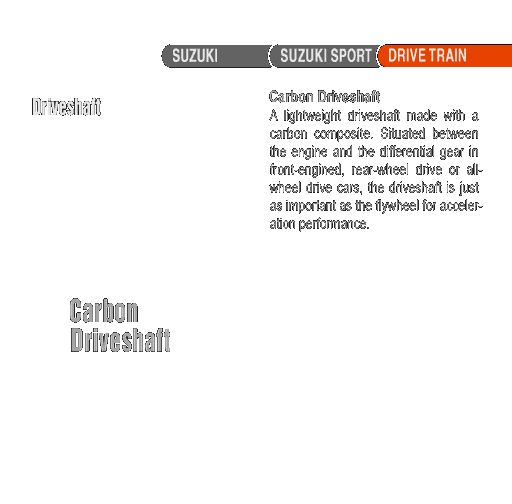 SUZUKI SUZUKI SPORT DRIVE TRAIN
Driveshaft
Carbon Driveshaft
A lightweight driveshaft made with a
carbon composite. Situated between
the engine and the differential gear in
front-engined, rear-wheel drive or all-
wheel drive cars, the driveshaft is just
as important as the flywheel for acceler-
ation performance.
Carbon
Driveshaft